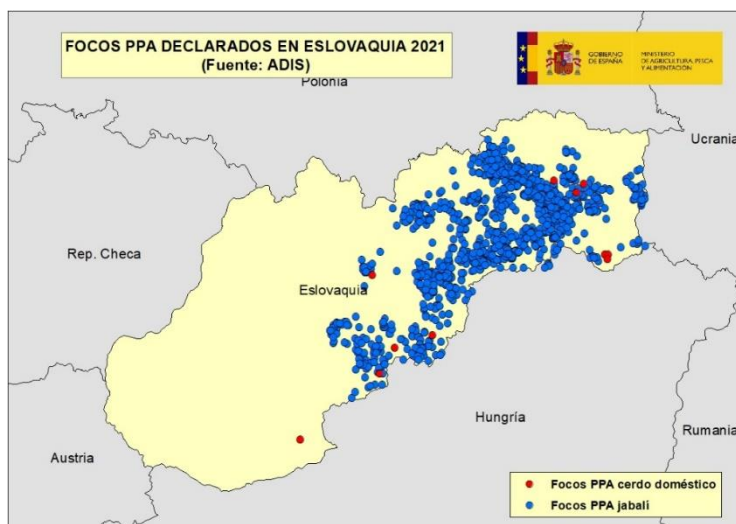 FOCOS PPA DECLARADOS EN ESLOVAQUIA 2021
(Fuente: ADIS)
GOBIERNO
DE ESPAÑA
MINISTERIO
DE AGRICULTURA, PESCA
Y ALIMENTACIÓN
Polonia
Ucrania
Rep. Checa
Eslovaquia
Hungría
Rumania
Austria
Focos PPA cerdo doméstico
Focos PPA jabalí